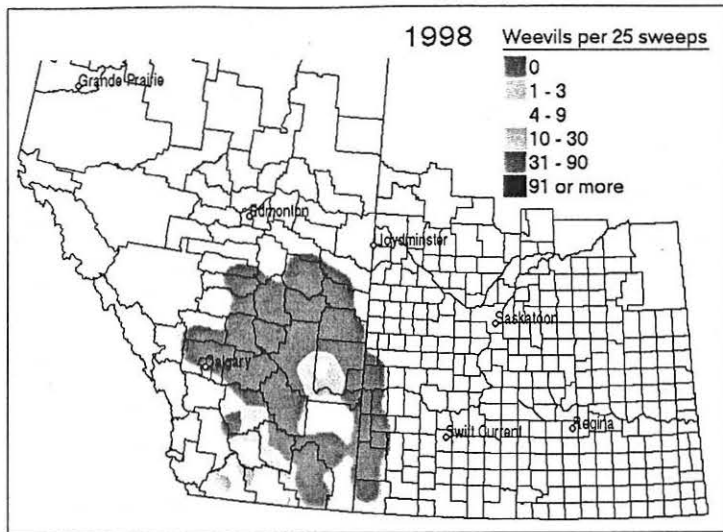 1998
Weevils per 25 sweeps
0
1 - 3
4 - 9
10 - 30
31 - 90
91 or more
Grande Prairie
Edmonton
Lloydminster
Saskatoon
Calgary
Swift Current
Regina